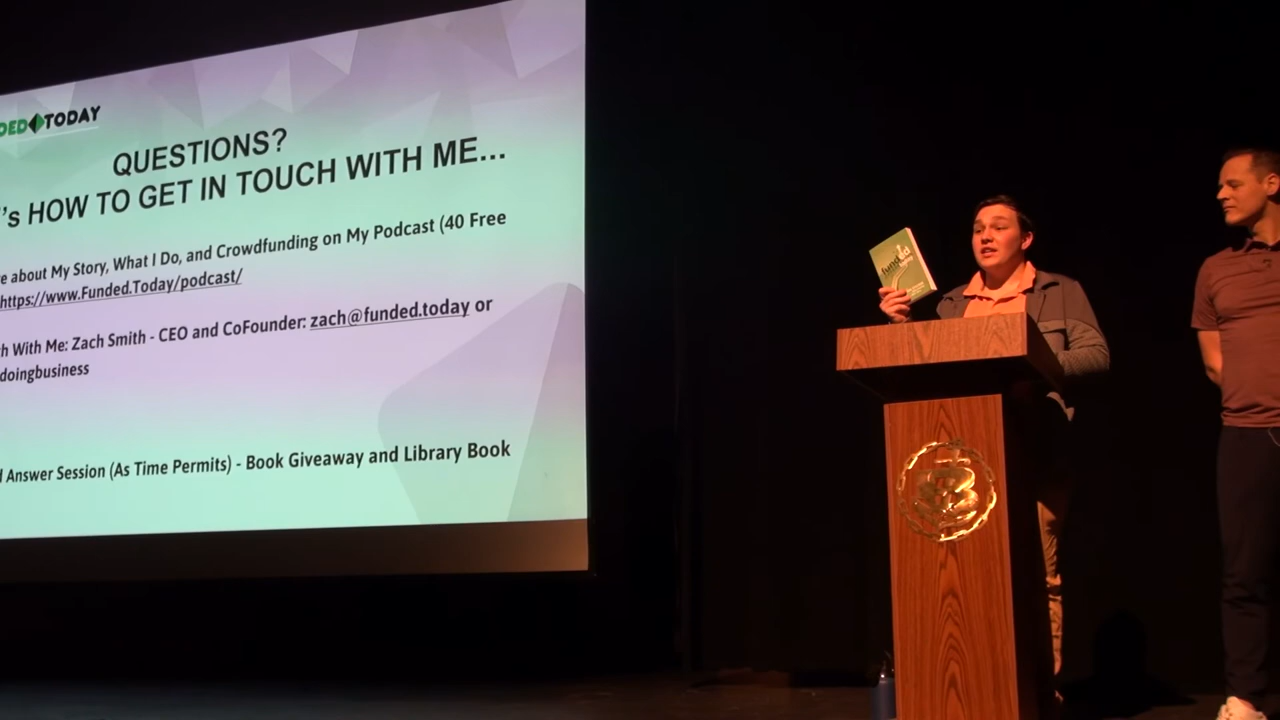 DED TODAY
QUESTIONS?
's HOW TO GET IN TOUCH WITH ME...
re about My Story, What I Do, and Crowdfunding on My Podcast (40 Free
https://www.Funded.Today/podcast/
h With Me: Zach Smith - CEO and CoFounder: zach@funded.today or
doingbusiness
Answer Session (As Time Permits) - Book Giveaway and Library Book
funded